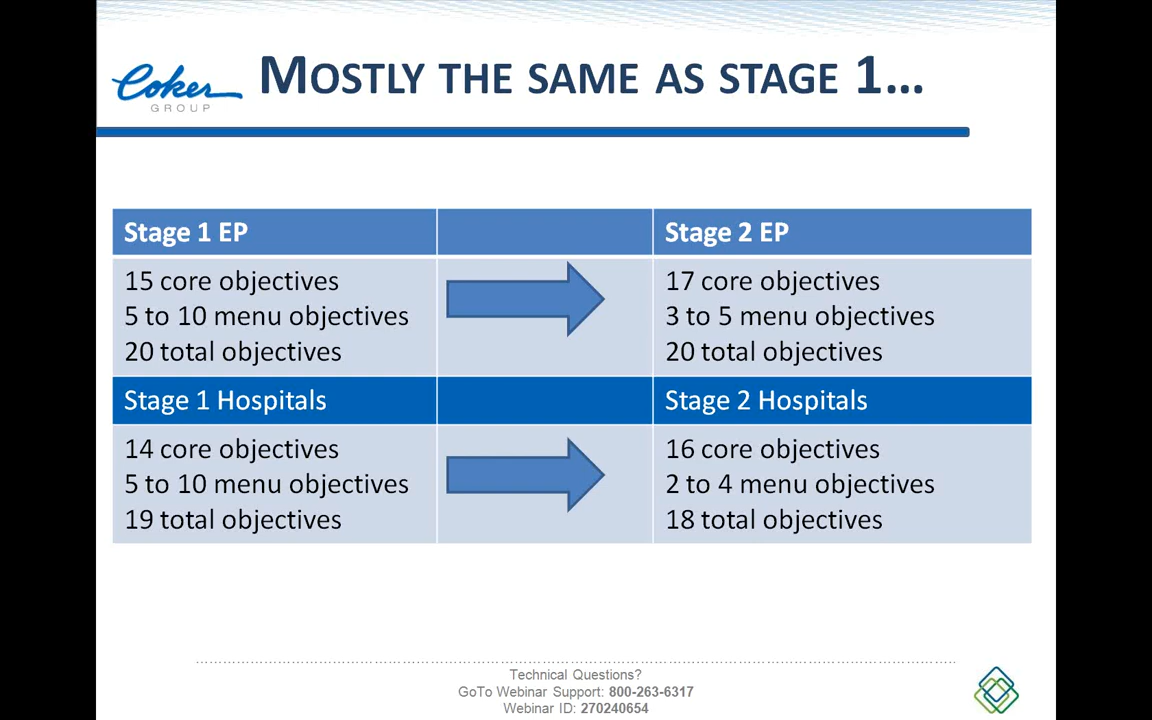 Coker
GROUP
MOSTLY THE SAME AS STAGE 1...
Stage 1 EP
Stage 2 EP
15 core objectives
5 to 10 menu objectives
20 total objectives
17 core objectives
3 to 5 menu objectives
20 total objectives
Stage 1 Hospitals
Stage 2 Hospitals
14 core objectives
5 to 10 menu objectives
19 total objectives
16 core objectives
2 to 4 menu objectives
18 total objectives
Technical Questions?
GoTo Webinar Support: 800-263-6317
Webinar ID: 270240654